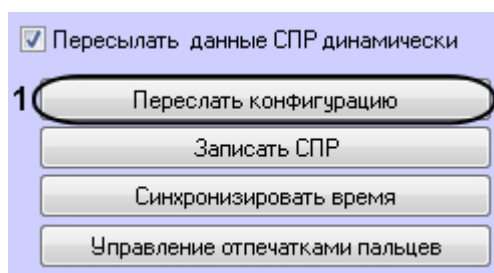 Пересылать данные СПР динамически
1 Переслать конфигурацию
Записать СПР
Синхронизировать время
Управление отпечатками пальцев